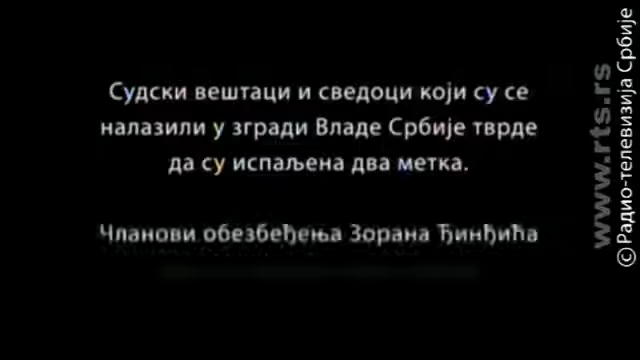 Судски вештаци и сведоци који су се
налазили у згради Владе Србије тврде
да су испаљена два метка.
Чланови обезбеђења Зорана Ђинђића
www.rts.rs
© Радио-телевизија Србије